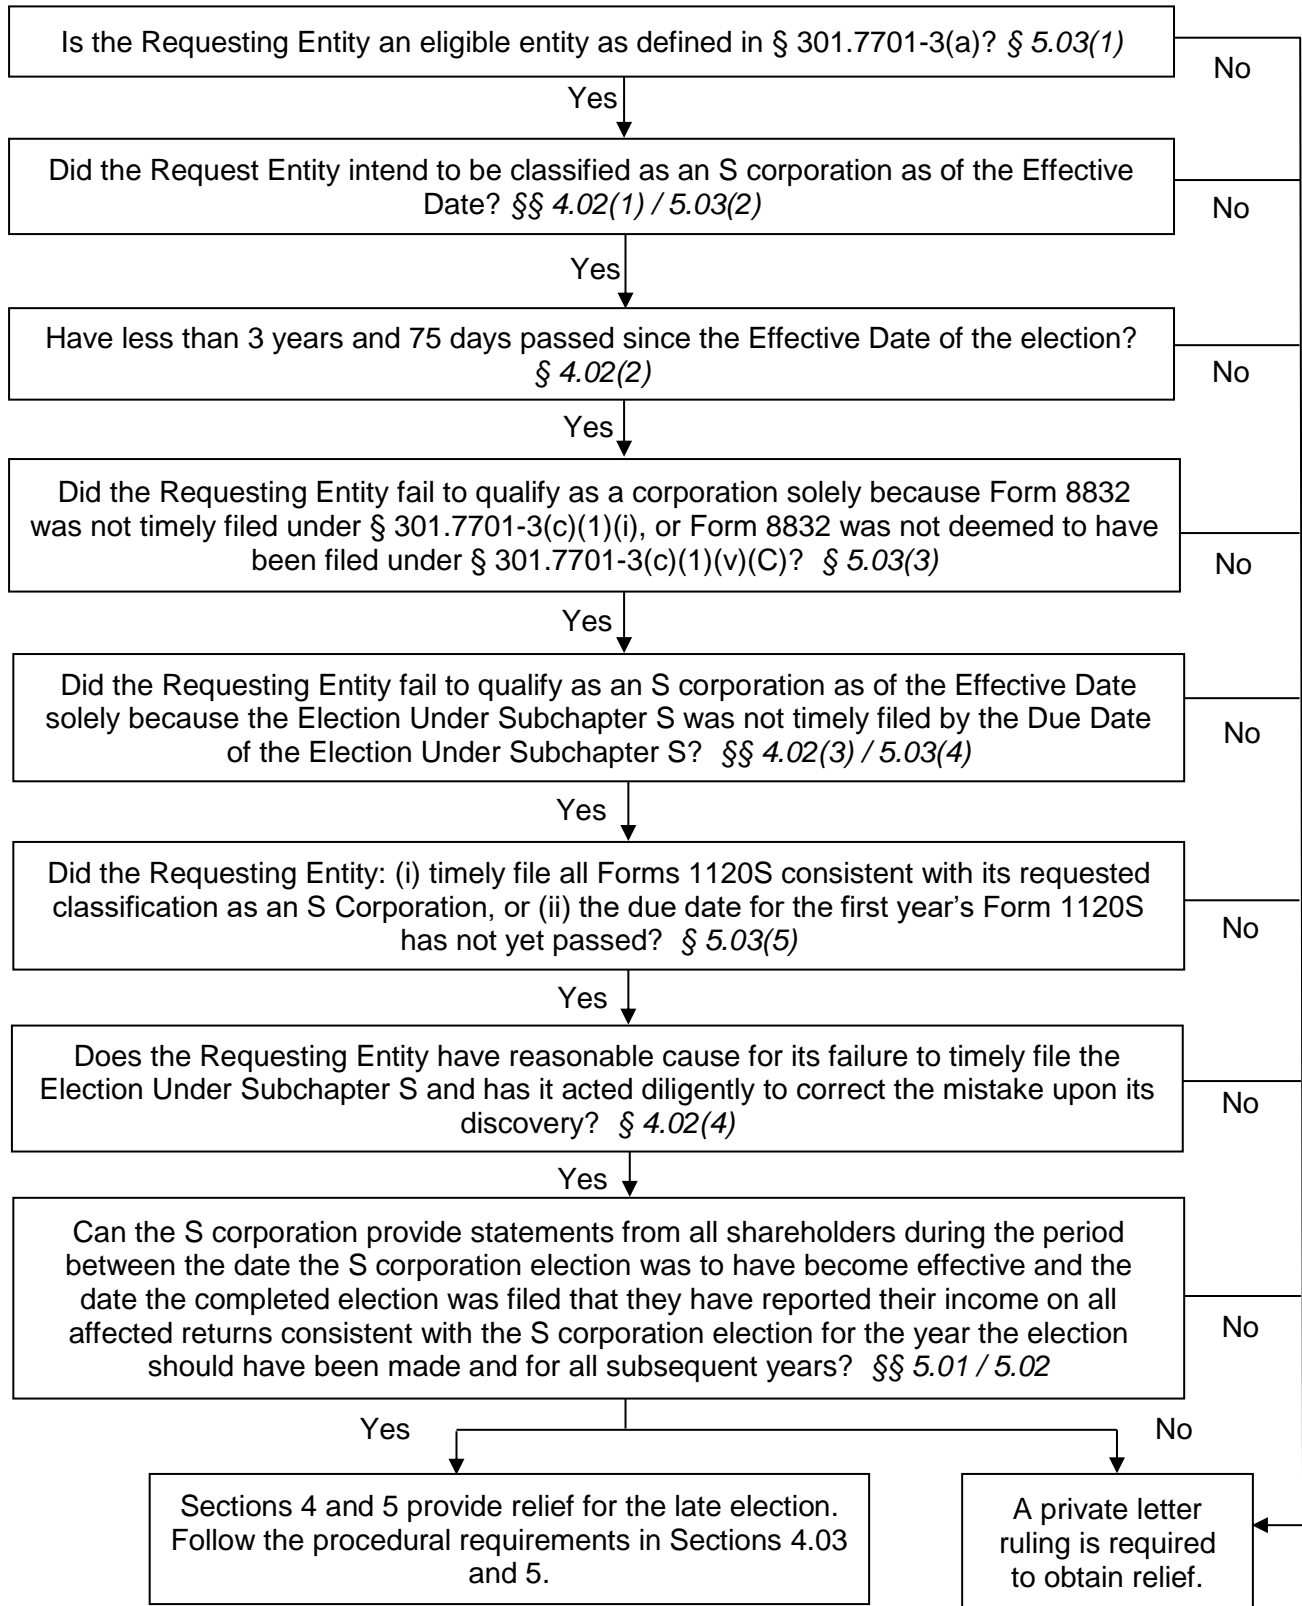 Is the Requesting Entity an eligible entity as defined in § 301.7701-3(a)? § 5.03(1)
No
Yes
Did the Request Entity intend to be classified as an S corporation as of the Effective
Date? §§ 4.02(1) / 5.03(2)
No
Yes
Have less than 3 years and 75 days passed since the Effective Date of the election?
§ 4.02(2)
No
Yes
Did the Requesting Entity fail to qualify as a corporation solely because Form 8832
was not timely filed under § 301.7701-3(c)(1)(i), or Form 8832 was not deemed to have
been filed under § 301.7701-3(c)(1)(v)(C)? § 5.03(3)
No
Yes
Did the Requesting Entity fail to qualify as an S corporation as of the Effective Date
solely because the Election Under Subchapter S was not timely filed by the Due Date
of the Election Under Subchapter S? §§ 4.02(3) / 5.03(4)
No
Yes
Did the Requesting Entity: (i) timely file all Forms 1120S consistent with its requested
classification as an S Corporation, or (ii) the due date for the first year's Form 1120S
has not yet passed? § 5.03(5)
No
Yes
Does the Requesting Entity have reasonable cause for its failure to timely file the
Election Under Subchapter S and has it acted diligently to correct the mistake upon its
discovery? § 4.02(4)
No
Yes
Can the S corporation provide statements from all shareholders during the period
between the date the S corporation election was to have become effective and the
date the completed election was filed that they have reported their income on all
affected returns consistent with the S corporation election for the year the election
should have been made and for all subsequent years? §§ 5.01 / 5.02
No
Yes
No
Sections 4 and 5 provide relief for the late election.
Follow the procedural requirements in Sections 4.03
and 5.
A private letter
ruling is required
to obtain relief.